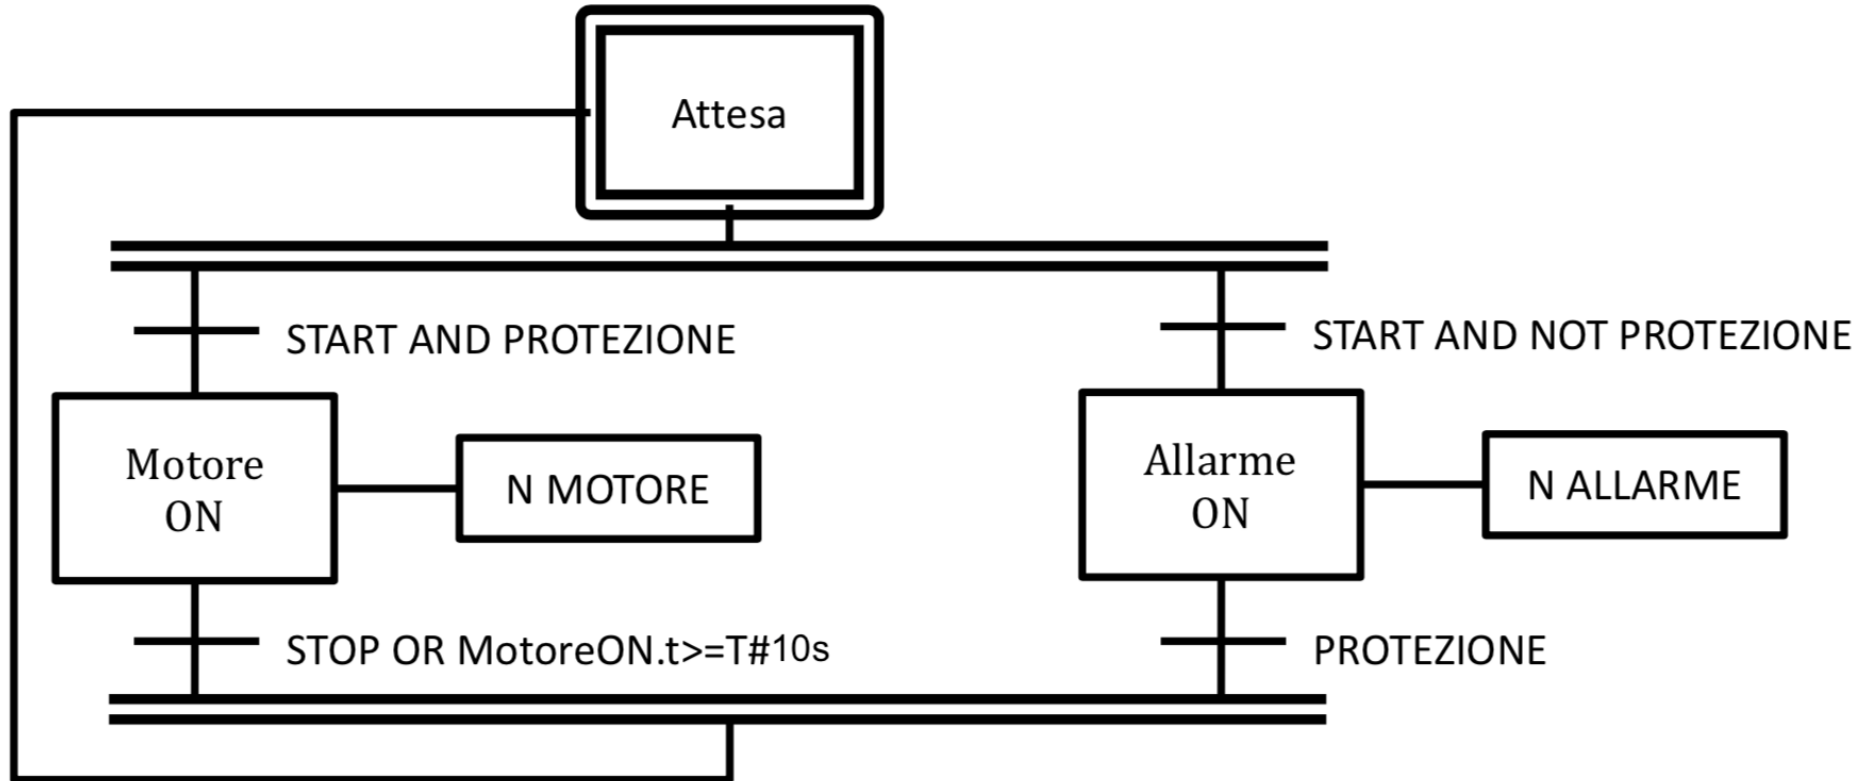 Attesa
START AND PROTEZIONE
START AND NOT PROTEZIONE
Motore
ON
N MOTORE
Allarme
ON
N ALLARME
STOP OR MotoreON.t>=T#10s
PROTEZIONE